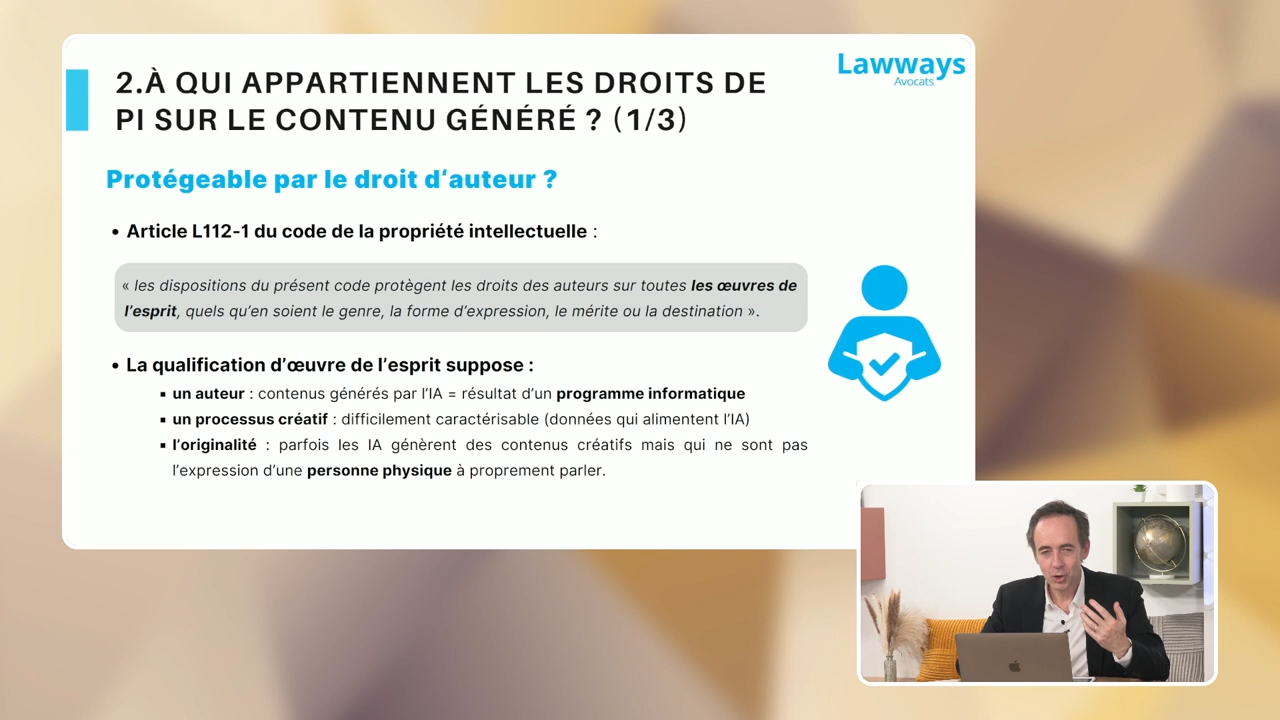 Lawways
Avocats
2.À QUI APPARTIENNENT LES DROITS DE
PI SUR LE CONTENU GÉNÉRÉ ? (1/3)
Protégeable par le droit d‘auteur ?
• Article L112-1 du code de la propriété intellectuelle :
« les dispositions du présent code protègent les droits des auteurs sur toutes les œuvres de
l’esprit, quels qu’en soient le genre, la forme d’expression, le mérite ou la destination ».
• La qualification d’œuvre de l’esprit suppose :
▪ un auteur : contenus générés par l’IA = résultat d’un programme informatique
▪ un processus créatif : difficilement caractérisable (données qui alimentent l’IA)
▪ l’originalité : parfois les IA génèrent des contenus créatifs mais qui ne sont pas
l’expression d’une personne physique à proprement parler.